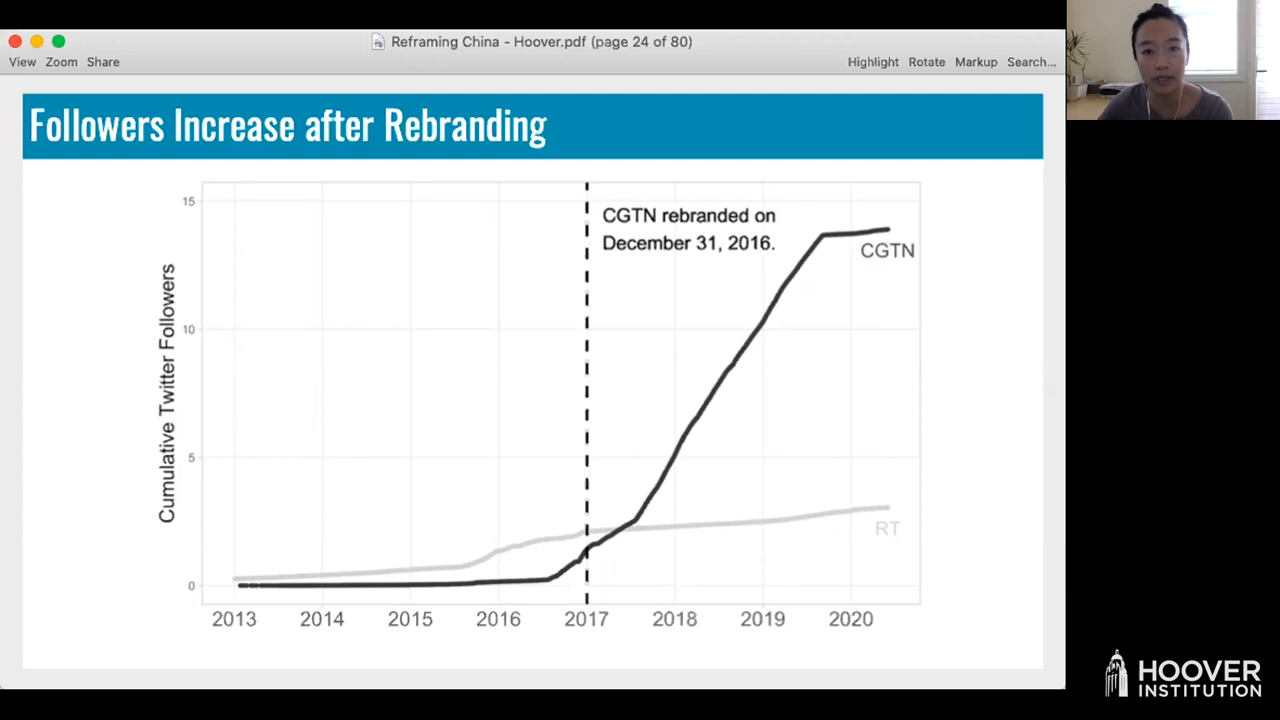 Reframing China - Hoover.pdf (page 24 of 80)
View Zoom Share
Highlight Rotate Markup Search...
Followers Increase after Rebranding
Cumulative Twitter Followers
15
10
5
0
CGTN rebranded on
December 31, 2016.
CGTN
RT
2013 2014 2015 2016 2017 2018 2019 2020
HOOVER
INSTITUTION